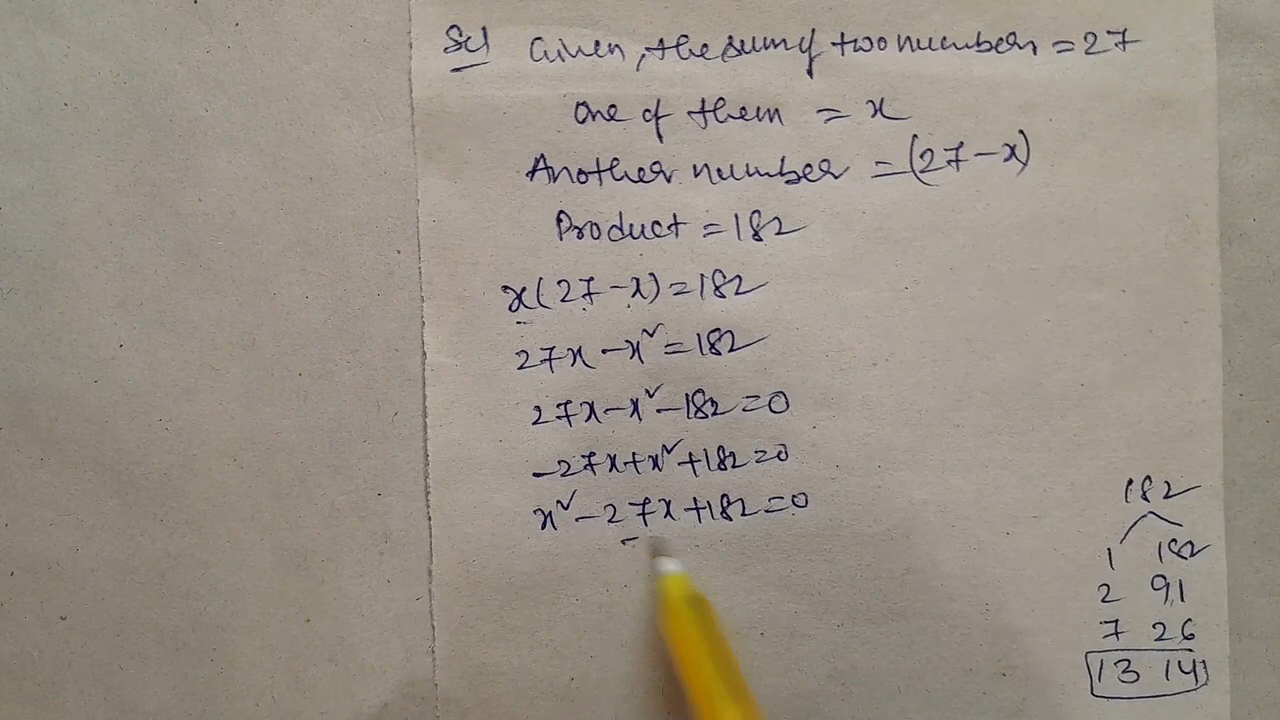 Sol Given, the sum of two numbers = 27
One of them = x
Another number = (27-x)
Product = 182
x(27-x)=182
27x-x²=182
27x-x²-182=0
-27x+x²+182=0
x²-27x+182=0
182
1 182
2 91
7 26
13 14